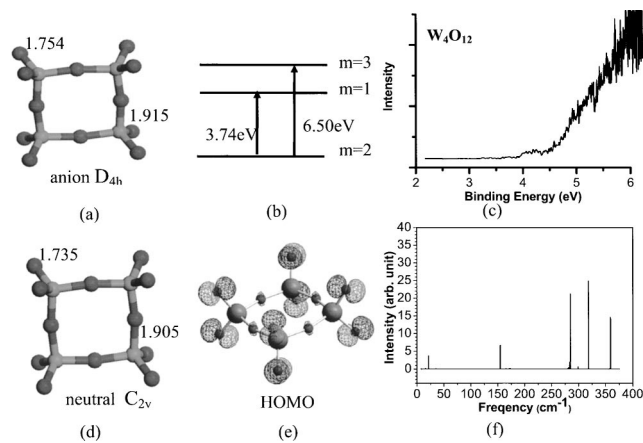 1.754
1.915
anion D4h
(a)
m=3
m=1
3.74eV
6.50eV
m=2
(b)
W4O12
Intensity
2 3 4 5 6
Binding Energy (eV)
(c)
1.735
1.905
neutral C2v
(d)
HOMO
(e)
Intensity (arb. unit)
40
35
30
25
20
15
10
5
0
0 50 100 150 200 250 300 350 400
Freqency (cm-1)
(f)